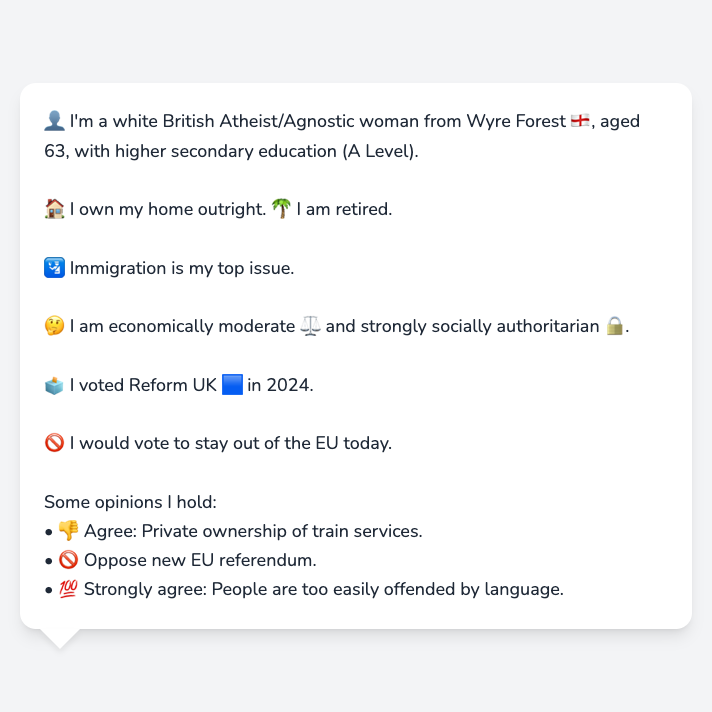 👤 I'm a white British Atheist/Agnostic woman from Wyre Forest 🏴󠁧󠁢󠁥󠁮󠁧󠁿, aged
63, with higher secondary education (A Level).
🏠 I own my home outright. 🌴 I am retired.
🛂 Immigration is my top issue.
🤔 I am economically moderate ⚖️ and strongly socially authoritarian 🔒.
🗳️ I voted Reform UK 🟦 in 2024.
🚫 I would vote to stay out of the EU today.
Some opinions I hold:
• 👎 Agree: Private ownership of train services.
• 🚫 Oppose new EU referendum.
• 💯 Strongly agree: People are too easily offended by language.